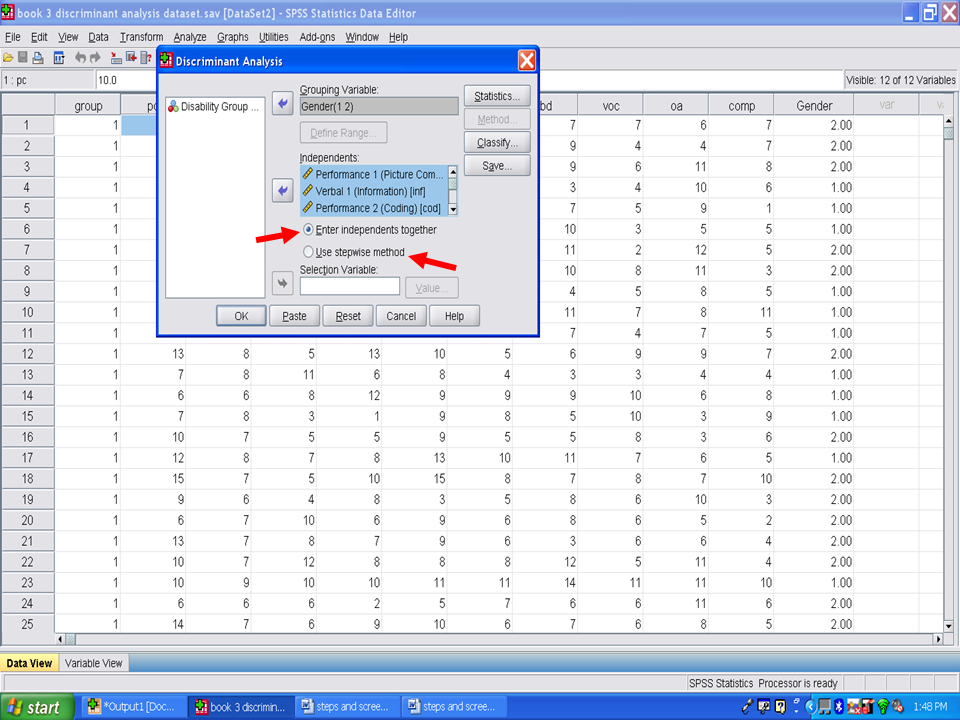 book 3 discriminant analysis dataset.sav [DataSet2] - SPSS Statistics Data Editor
File Edit View Data Transform Analyze Graphs Utilities Add-ons Window Help
1 : pc 10.0 Visible: 12 of 12 Variables
Discriminant Analysis
Disability Group ...
Grouping Variable:
Gender(1 2)
Define Range...
Independents:
Performance 1 (Picture Com...
Verbal 1 (Information) [inf]
Performance 2 (Coding) [cod]
Enter independents together
Use stepwise method
Selection Variable:
Value...
Statistics...
Method...
Classify...
Save...
OK Paste Reset Cancel Help
group voc oa comp Gender var
1 1 7 7 6 7 2.00
2 1 9 4 4 7 2.00
3 1 9 6 11 8 2.00
4 1 3 4 10 6 1.00
5 1 7 5 9 1 1.00
6 1 10 3 5 5 1.00
7 1 11 2 12 5 2.00
8 1 10 8 11 3 2.00
9 1 4 5 8 5 1.00
10 1 11 7 8 11 1.00
11 1 7 4 7 5 1.00
12 1 13 8 5 13 10 5 6 9 9 7 2.00
13 1 7 8 11 6 8 4 3 3 4 4 1.00
14 1 6 6 8 12 9 9 9 10 6 8 1.00
15 1 7 8 3 1 9 8 5 10 3 9 1.00
16 1 10 7 5 5 9 5 5 8 3 6 2.00
17 1 12 8 7 8 13 10 11 7 6 5 1.00
18 1 15 7 5 10 15 8 7 8 7 10 2.00
19 1 9 6 4 8 3 5 8 6 10 3 2.00
20 1 6 7 10 6 9 6 8 6 5 2 2.00
21 1 13 7 8 7 9 6 3 6 6 4 2.00
22 1 10 7 12 8 8 8 12 5 11 4 2.00
23 1 10 9 10 10 11 11 14 11 11 10 1.00
24 1 6 6 6 2 5 7 6 6 11 6 2.00
25 1 14 7 6 9 10 6 7 6 8 5 2.00
Data View Variable View
SPSS Statistics Processor is ready
start *Output1 [Doc... book 3 discrimin... steps and scree... steps and scree... 1:48 PM